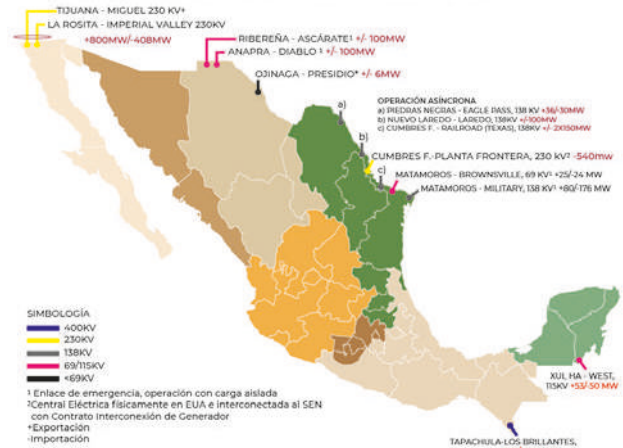 TIJUANA - MIGUEL 230 KV+
LA ROSITA - IMPERIAL VALLEY 230KV
+800MW/-408MW
RIBEREÑA - ASCÁRATE¹ +/- 100MW
ANAPRA - DIABLO ¹ +/- 100MW
OJINAGA - PRESIDIO* +/- 6MW
OPERACIÓN ASÍNCRONA
a) PIEDRAS NEGRAS - EAGLE PASS, 138 KV +36/-30MW
b) NUEVO LAREDO - LAREDO, 138KV +/-100MW
c) CUMBRES F. - RAILROAD (TEXAS), 138KV +/- 2X150MW
a)
b)
c)
CUMBRES F.-PLANTA FRONTERA, 230 kV² -540mw
MATAMOROS - BROWNSVILLE, 69 KV¹ +25/-24 MW
MATAMOROS - MILITARY, 138 KV¹ +80/-176 MW
SIMBOLOGÍA
400KV
230KV
138KV
69/115KV
<69KV
¹ Enlace de emergencia, operación con carga aislada
²Central Eléctrica físicamente en EUA e interconectada al SEN
con Contrato Interconexión de Generador
+Exportación
-Importación
XUL HA - WEST,
115KV +53/-50 MW
TAPACHULA-LOS BRILLANTES,